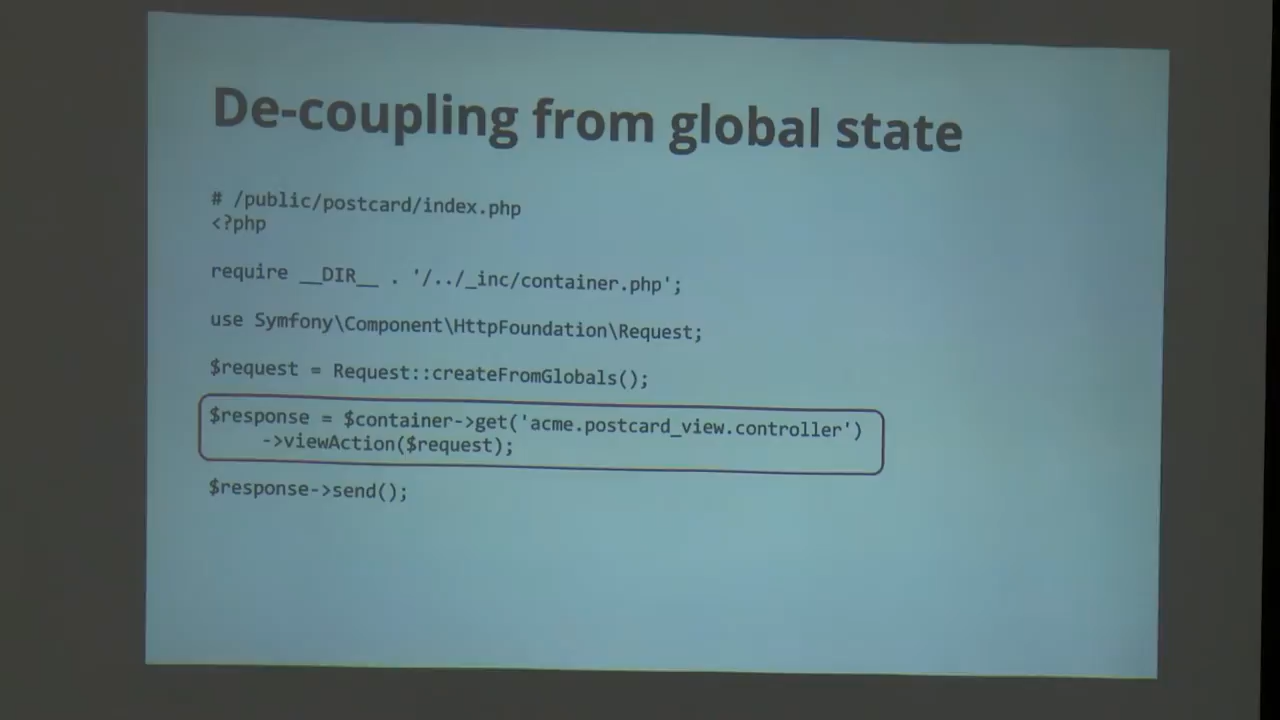 De-coupling from global state
# /public/postcard/index.php
<?php
require __DIR__ . '/../_inc/container.php';
use Symfony\Component\HttpFoundation\Request;
$request = Request::createFromGlobals();
$response = $container->get('acme.postcard_view.controller')
->viewAction($request);
$response->send();